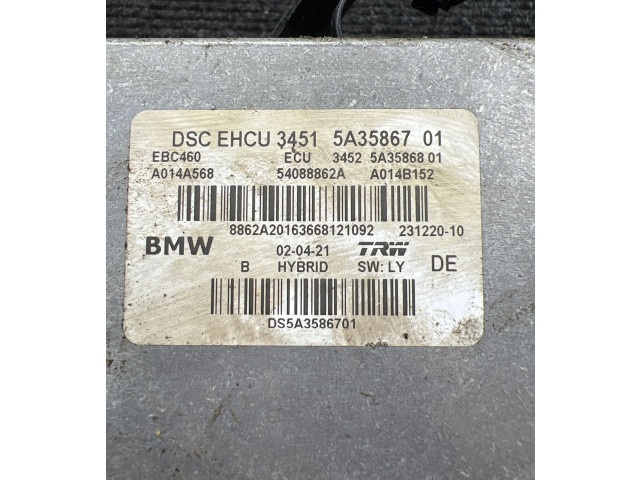 DSC EHCU 3451 5A35867 01
EBC460 ECU 3452 5A35868 01
A014A568 54088862A A014B152
8862A20163668121092 231220-10
BMW 02-04-21 TRW
B HYBRID SW: LY DE
DS5A3586701